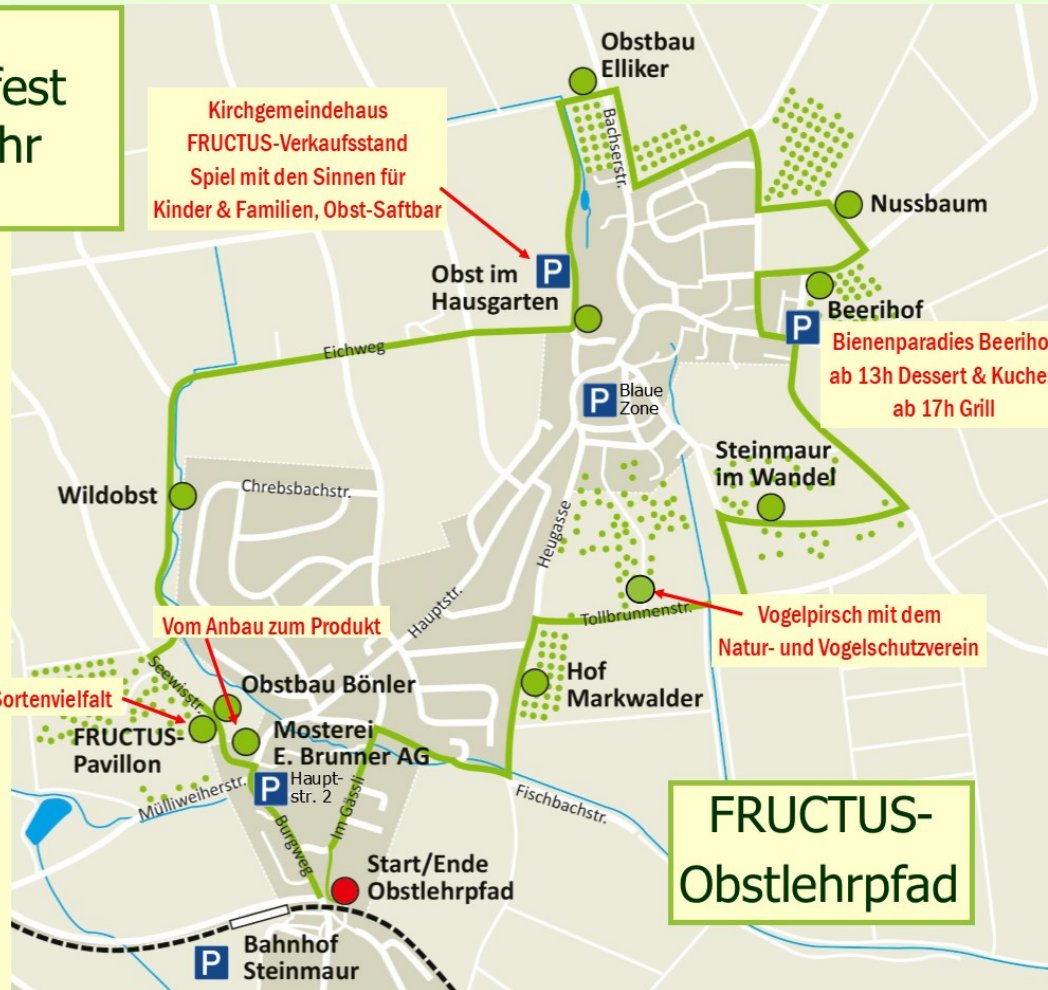 fest
hr
Kirchgemeindehaus
FRUCTUS-Verkaufsstand
Spiel mit den Sinnen für
Kinder & Familien, Obst-Saftbar
Obstbau
Elliker
Bachserstr.
Nussbaum
P
Obst im
Hausgarten
Beerihof
P
Bienenparadies Beeriho
ab 13h Dessert & Kuche
ab 17h Grill
Eichweg
P
Blaue
Zone
Steinmaur
im Wandel
Wildobst
Chrebsbachstr.
Heugasse
Hauptstr.
Tollbrunnenstr.
Vogelpirsch mit dem
Natur- und Vogelschutzverein
Vom Anbau zum Produkt
Seewisstr.
Obstbau Bönler
Hof
Markwalder
Sortenvielfalt
FRUCTUS-
Pavillon
Mosterei
E. Brunner AG
P
Haupt-
str. 2
Mülliweiherstr.
Im Gässli
Fischbachstr.
Burgweg
FRUCTUS-
Obstlehrpfad
Start/Ende
Obstlehrpfad
P
Bahnhof
Steinmaur